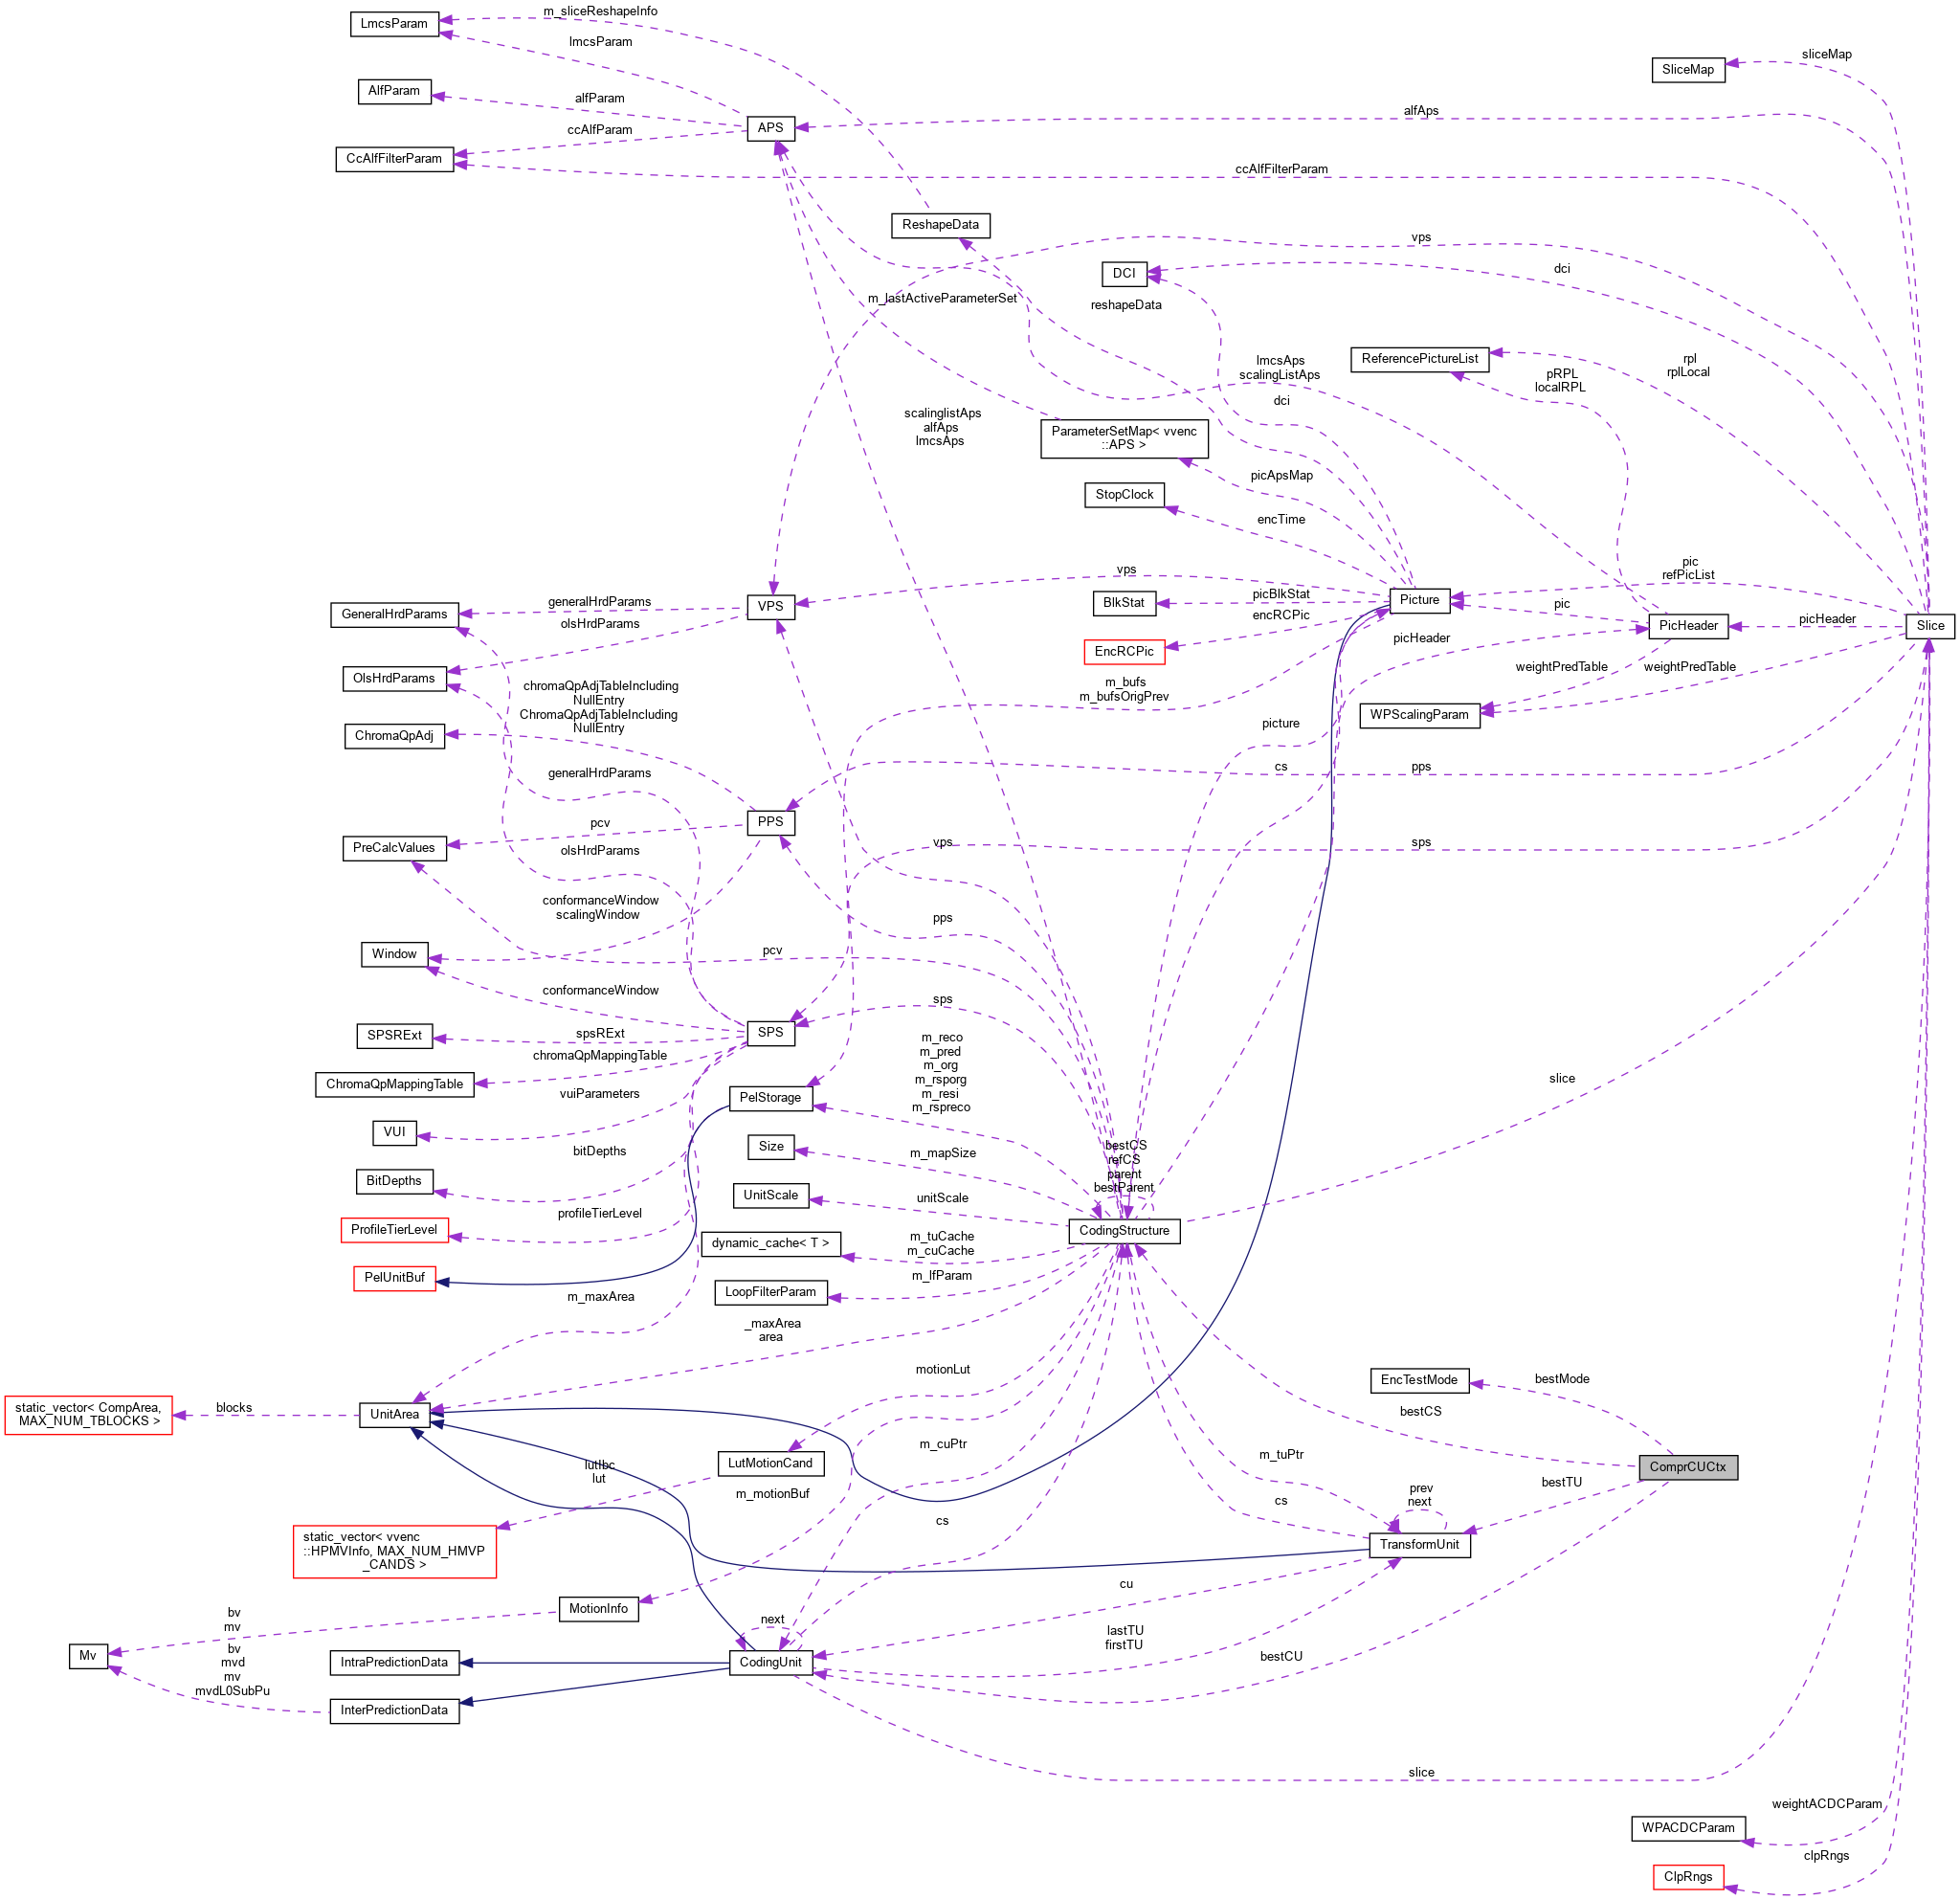 m_sliceReshapeInfo
LmcsParam
lmcsParam
sliceMap
SliceMap
AlfParam
alfParam
APS
alfAps
ccAlfParam
CcAlfFilterParam
ccAlfFilterParam
ReshapeData
vps
DCI
dci
m_lastActiveParameterSet
reshapeData
ReferencePictureList
rpl
rplLocal
lmcsAps
scalingListAps
pRPL
localRPL
dci
scalinglistAps
alfAps
lmcsAps
ParameterSetMap< vvenc
::APS >
picApsMap
StopClock
encTime
pic
refPicList
vps
generalHrdParams
GeneralHrdParams
VPS
BlkStat
picBlkStat
Picture
pic
encRCPic
olsHrdParams
picHeader
PicHeader
picHeader
Slice
EncRCPic
OlsHrdParams
weightPredTable
weightPredTable
chromaQpAdjTableIncluding
NullEntry
ChromaQpAdjTableIncluding
NullEntry
m_bufs
m_bufsOrigPrev
WPScalingParam
ChromaQpAdj
picture
generalHrdParams
cs
pps
PPS
pcv
PreCalcValues
olsHrdParams
vps
sps
conformanceWindow
scalingWindow
pps
Window
pcv
conformanceWindow
sps
SPSRExt
spsRExt
SPS
m_reco
m_pred
m_org
m_rsporg
m_resi
m_rspreco
chromaQpMappingTable
ChromaQpMappingTable
vuiParameters
PelStorage
slice
VUI
bitDepths
Size
m_mapSize
bestCS
refCS
parent
bestParent
BitDepths
UnitScale
unitScale
profileTierLevel
ProfileTierLevel
CodingStructure
dynamic_cache< T >
m_tuCache
m_cuCache
PelUnitBuf
m_lfParam
LoopFilterParam
m_maxArea
_maxArea
area
motionLut
EncTestMode
bestMode
static_vector< CompArea,
MAX_NUM_TBLOCKS >
blocks
UnitArea
bestCS
m_cuPtr
m_tuPtr
lutIbc
lut
LutMotionCand
ComprCUCtx
bestTU
m_motionBuf
cs
prev
next
cs
static_vector< vvenc
::HPMVInfo, MAX_NUM_HMVP
_CANDS >
TransformUnit
cu
MotionInfo
bv
mv
next
lastTU
firstTU
Mv
bv
mvd
mv
mvdL0SubPu
IntraPredictionData
CodingUnit
bestCU
InterPredictionData
slice
weightACDCParam
WPACDCParam
clpRngs
ClpRngs